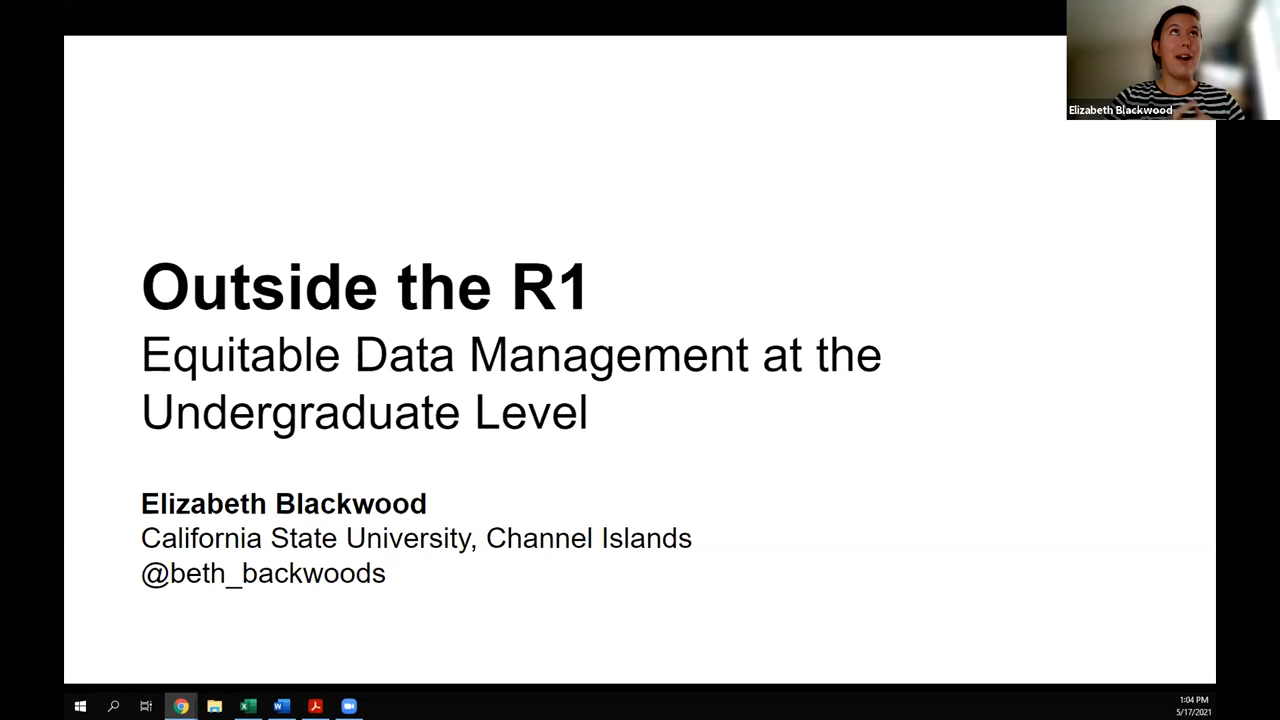 Elizabeth Blackwood
Outside the R1
Equitable Data Management at the
Undergraduate Level
Elizabeth Blackwood
California State University, Channel Islands
@beth_backwoods
1:04 PM
5/17/2021